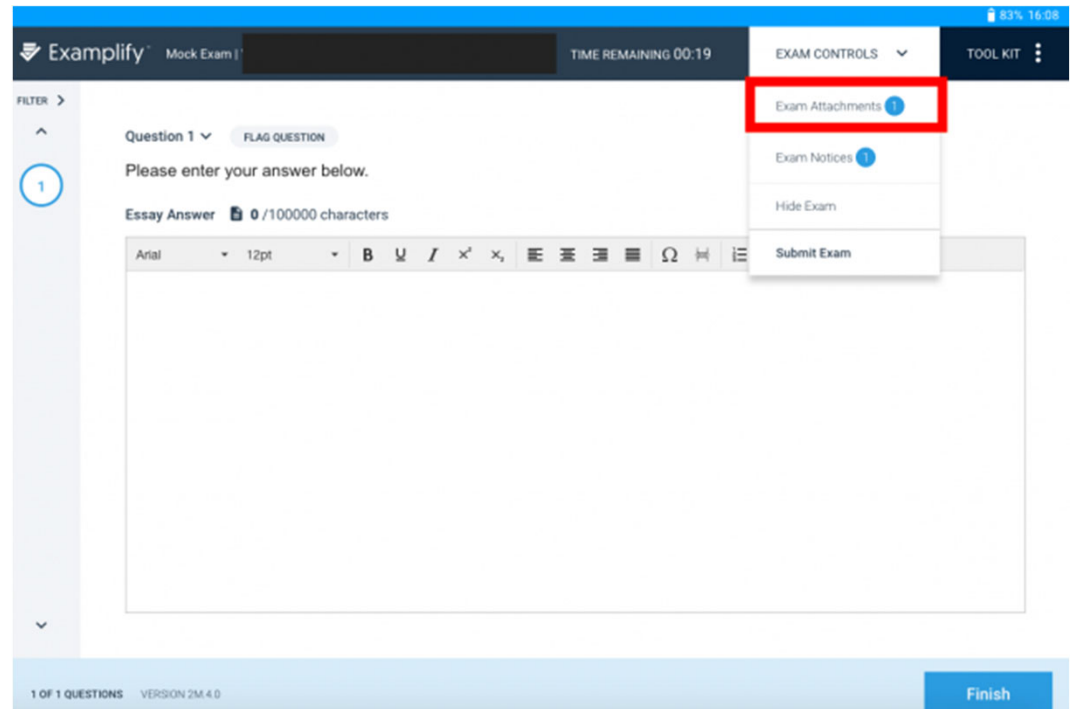 83% 16:08
Examplify Mock Exam | TIME REMAINING 00:19 EXAM CONTROLS TOOL KIT
FILTER
Exam Attachments 1
Question 1 FLAG QUESTION
Exam Notices 1
Please enter your answer below.
1
Hide Exam
Essay Answer 0 /100000 characters
Submit Exam
Arial 12pt B U I x² x, Ω
1 OF 1 QUESTIONS VERSION 2M.4.0
Finish